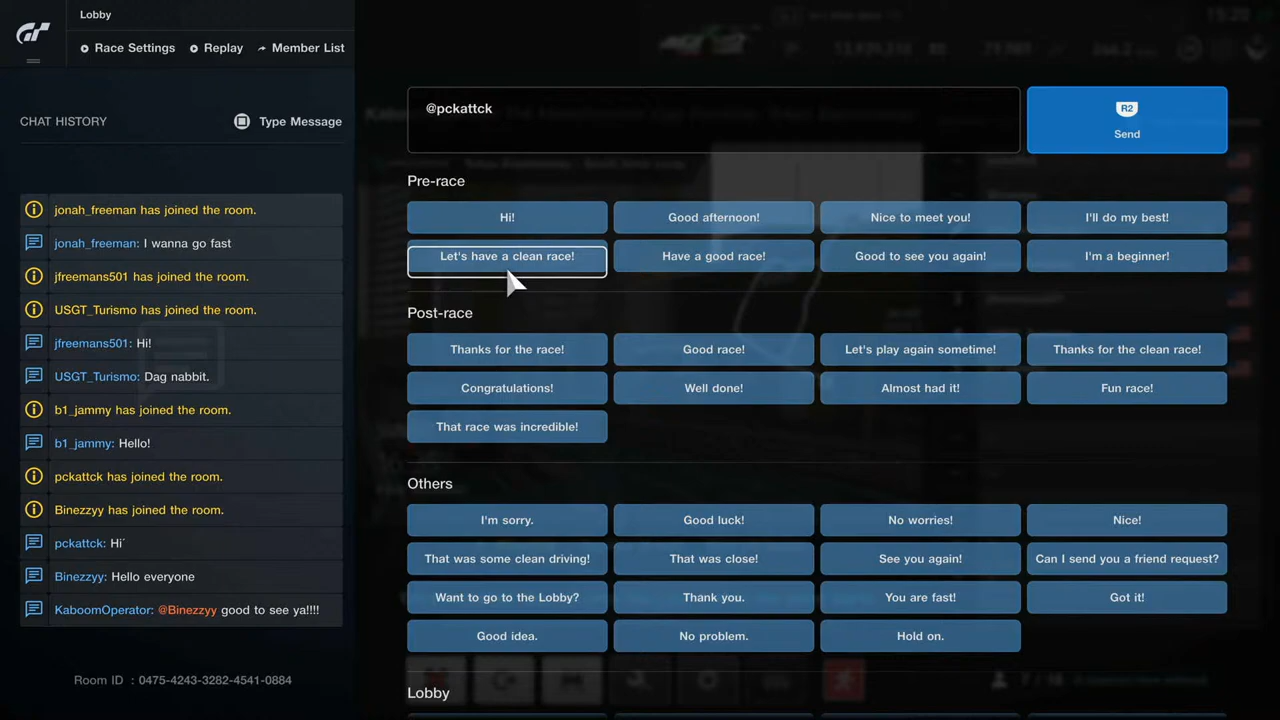 Lobby
Race Settings
Replay
Member List
CHAT HISTORY
Type Message
jonah_freeman has joined the room.
jonah_freeman: I wanna go fast
jfreemans501 has joined the room.
USGT_Turismo has joined the room.
jfreemans501: Hi!
USGT_Turismo: Dag nabbit.
b1_jammy has joined the room.
b1_jammy: Hello!
pckattck has joined the room.
Binezzyy has joined the room.
pckattck: Hi´
Binezzyy: Hello everyone
KaboomOperator: @Binezzyy good to see ya!!!!
Room ID : 0475-4243-3282-4541-0884
@pckattck
R2
Send
Pre-race
Hi!
Good afternoon!
Nice to meet you!
I'll do my best!
Let's have a clean race!
Have a good race!
Good to see you again!
I'm a beginner!
Post-race
Thanks for the race!
Good race!
Let's play again sometime!
Thanks for the clean race!
Congratulations!
Well done!
Almost had it!
Fun race!
That race was incredible!
Others
I'm sorry.
Good luck!
No worries!
Nice!
That was some clean driving!
That was close!
See you again!
Can I send you a friend request?
Want to go to the Lobby?
Thank you.
You are fast!
Got it!
Good idea.
No problem.
Hold on.
Lobby